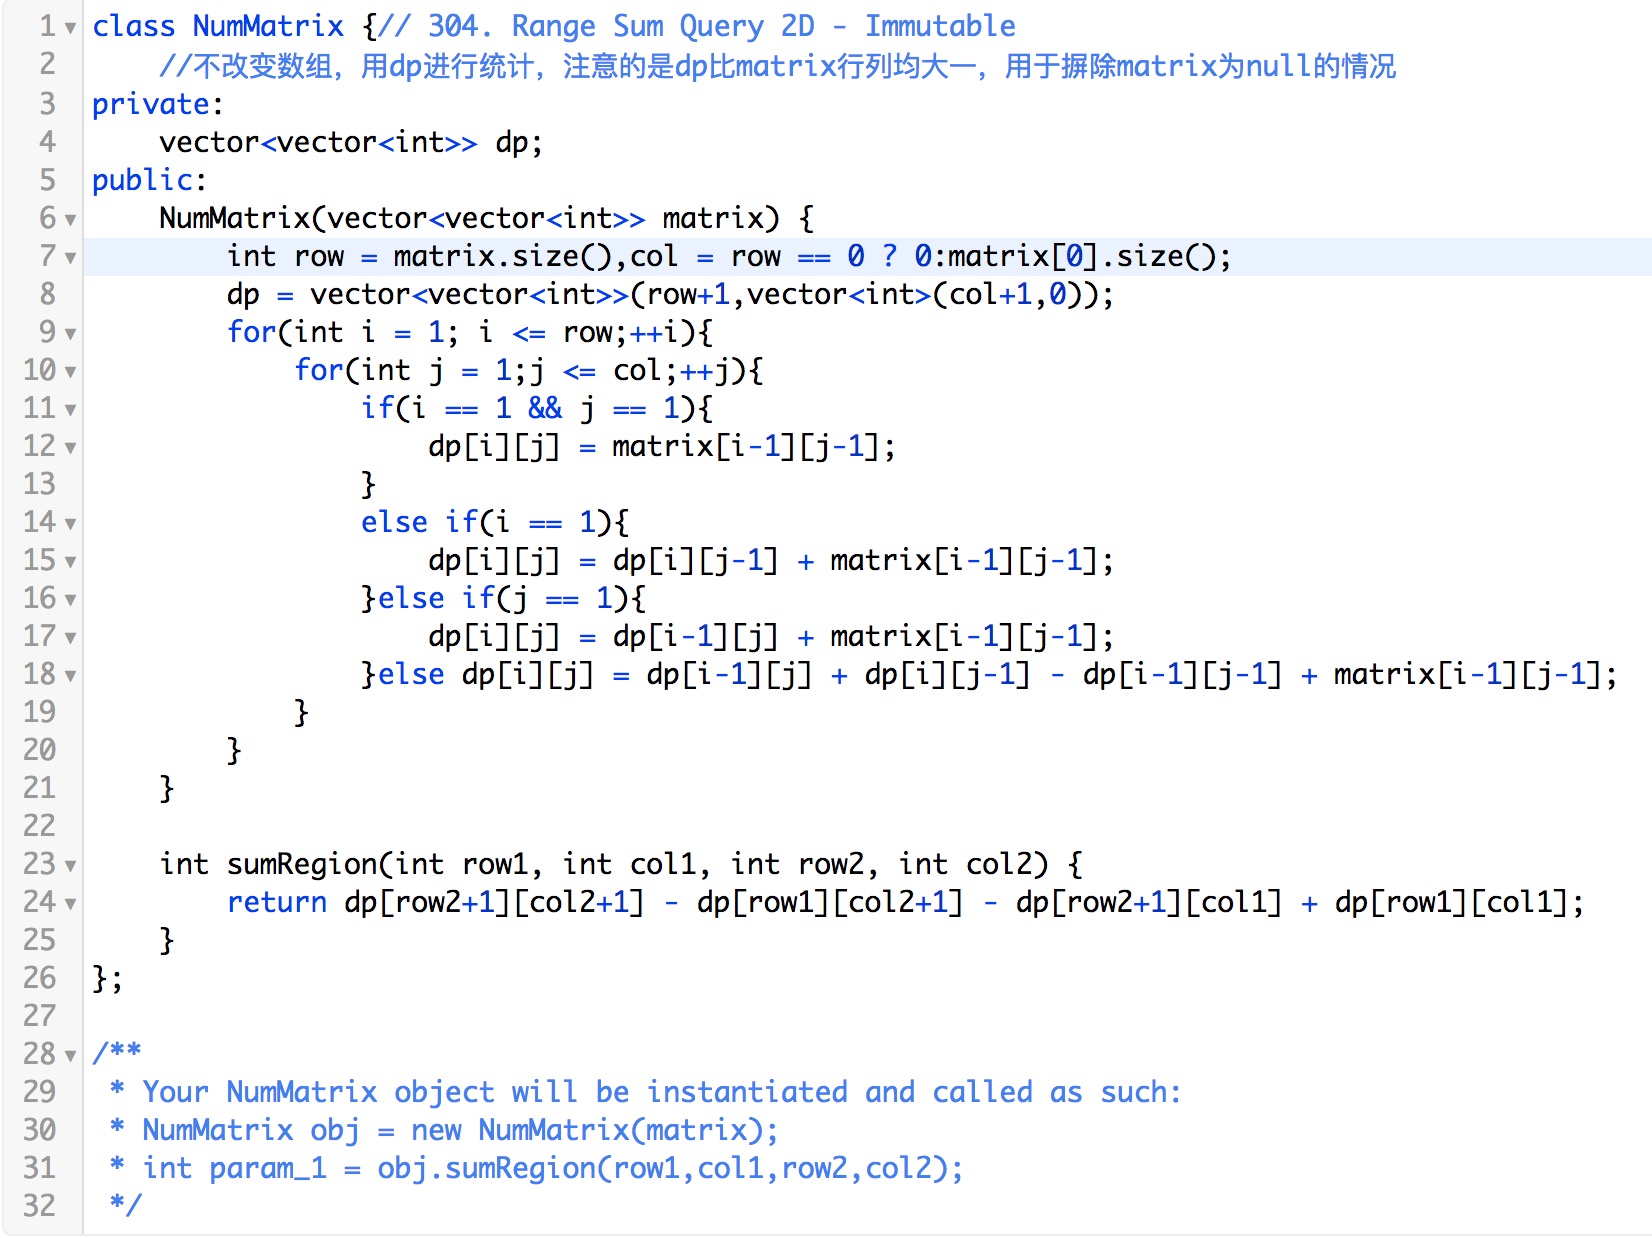 1 class NumMatrix {// 304. Range Sum Query 2D - Immutable
2     //不改变数组，用dp进行统计，注意的是dp比matrix行列均大一，用于摒除matrix为null的情况
3 private:
4     vector<vector<int>> dp;
5 public:
6     NumMatrix(vector<vector<int>> matrix) {
7         int row = matrix.size(),col = row == 0 ? 0:matrix[0].size();
8         dp = vector<vector<int>>(row+1,vector<int>(col+1,0));
9         for(int i = 1; i <= row;++i){
10             for(int j = 1;j <= col;++j){
11                 if(i == 1 && j == 1){
12                     dp[i][j] = matrix[i-1][j-1];
13                 }
14                 else if(i == 1){
15                     dp[i][j] = dp[i][j-1] + matrix[i-1][j-1];
16                 }else if(j == 1){
17                     dp[i][j] = dp[i-1][j] + matrix[i-1][j-1];
18                 }else dp[i][j] = dp[i-1][j] + dp[i][j-1] - dp[i-1][j-1] + matrix[i-1][j-1];
19             }
20         }
21     }
22
23     int sumRegion(int row1, int col1, int row2, int col2) {
24         return dp[row2+1][col2+1] - dp[row1][col2+1] - dp[row2+1][col1] + dp[row1][col1];
25     }
26 };
27
28 /**
29  * Your NumMatrix object will be instantiated and called as such:
30  * NumMatrix obj = new NumMatrix(matrix);
31  * int param_1 = obj.sumRegion(row1,col1,row2,col2);
32  */